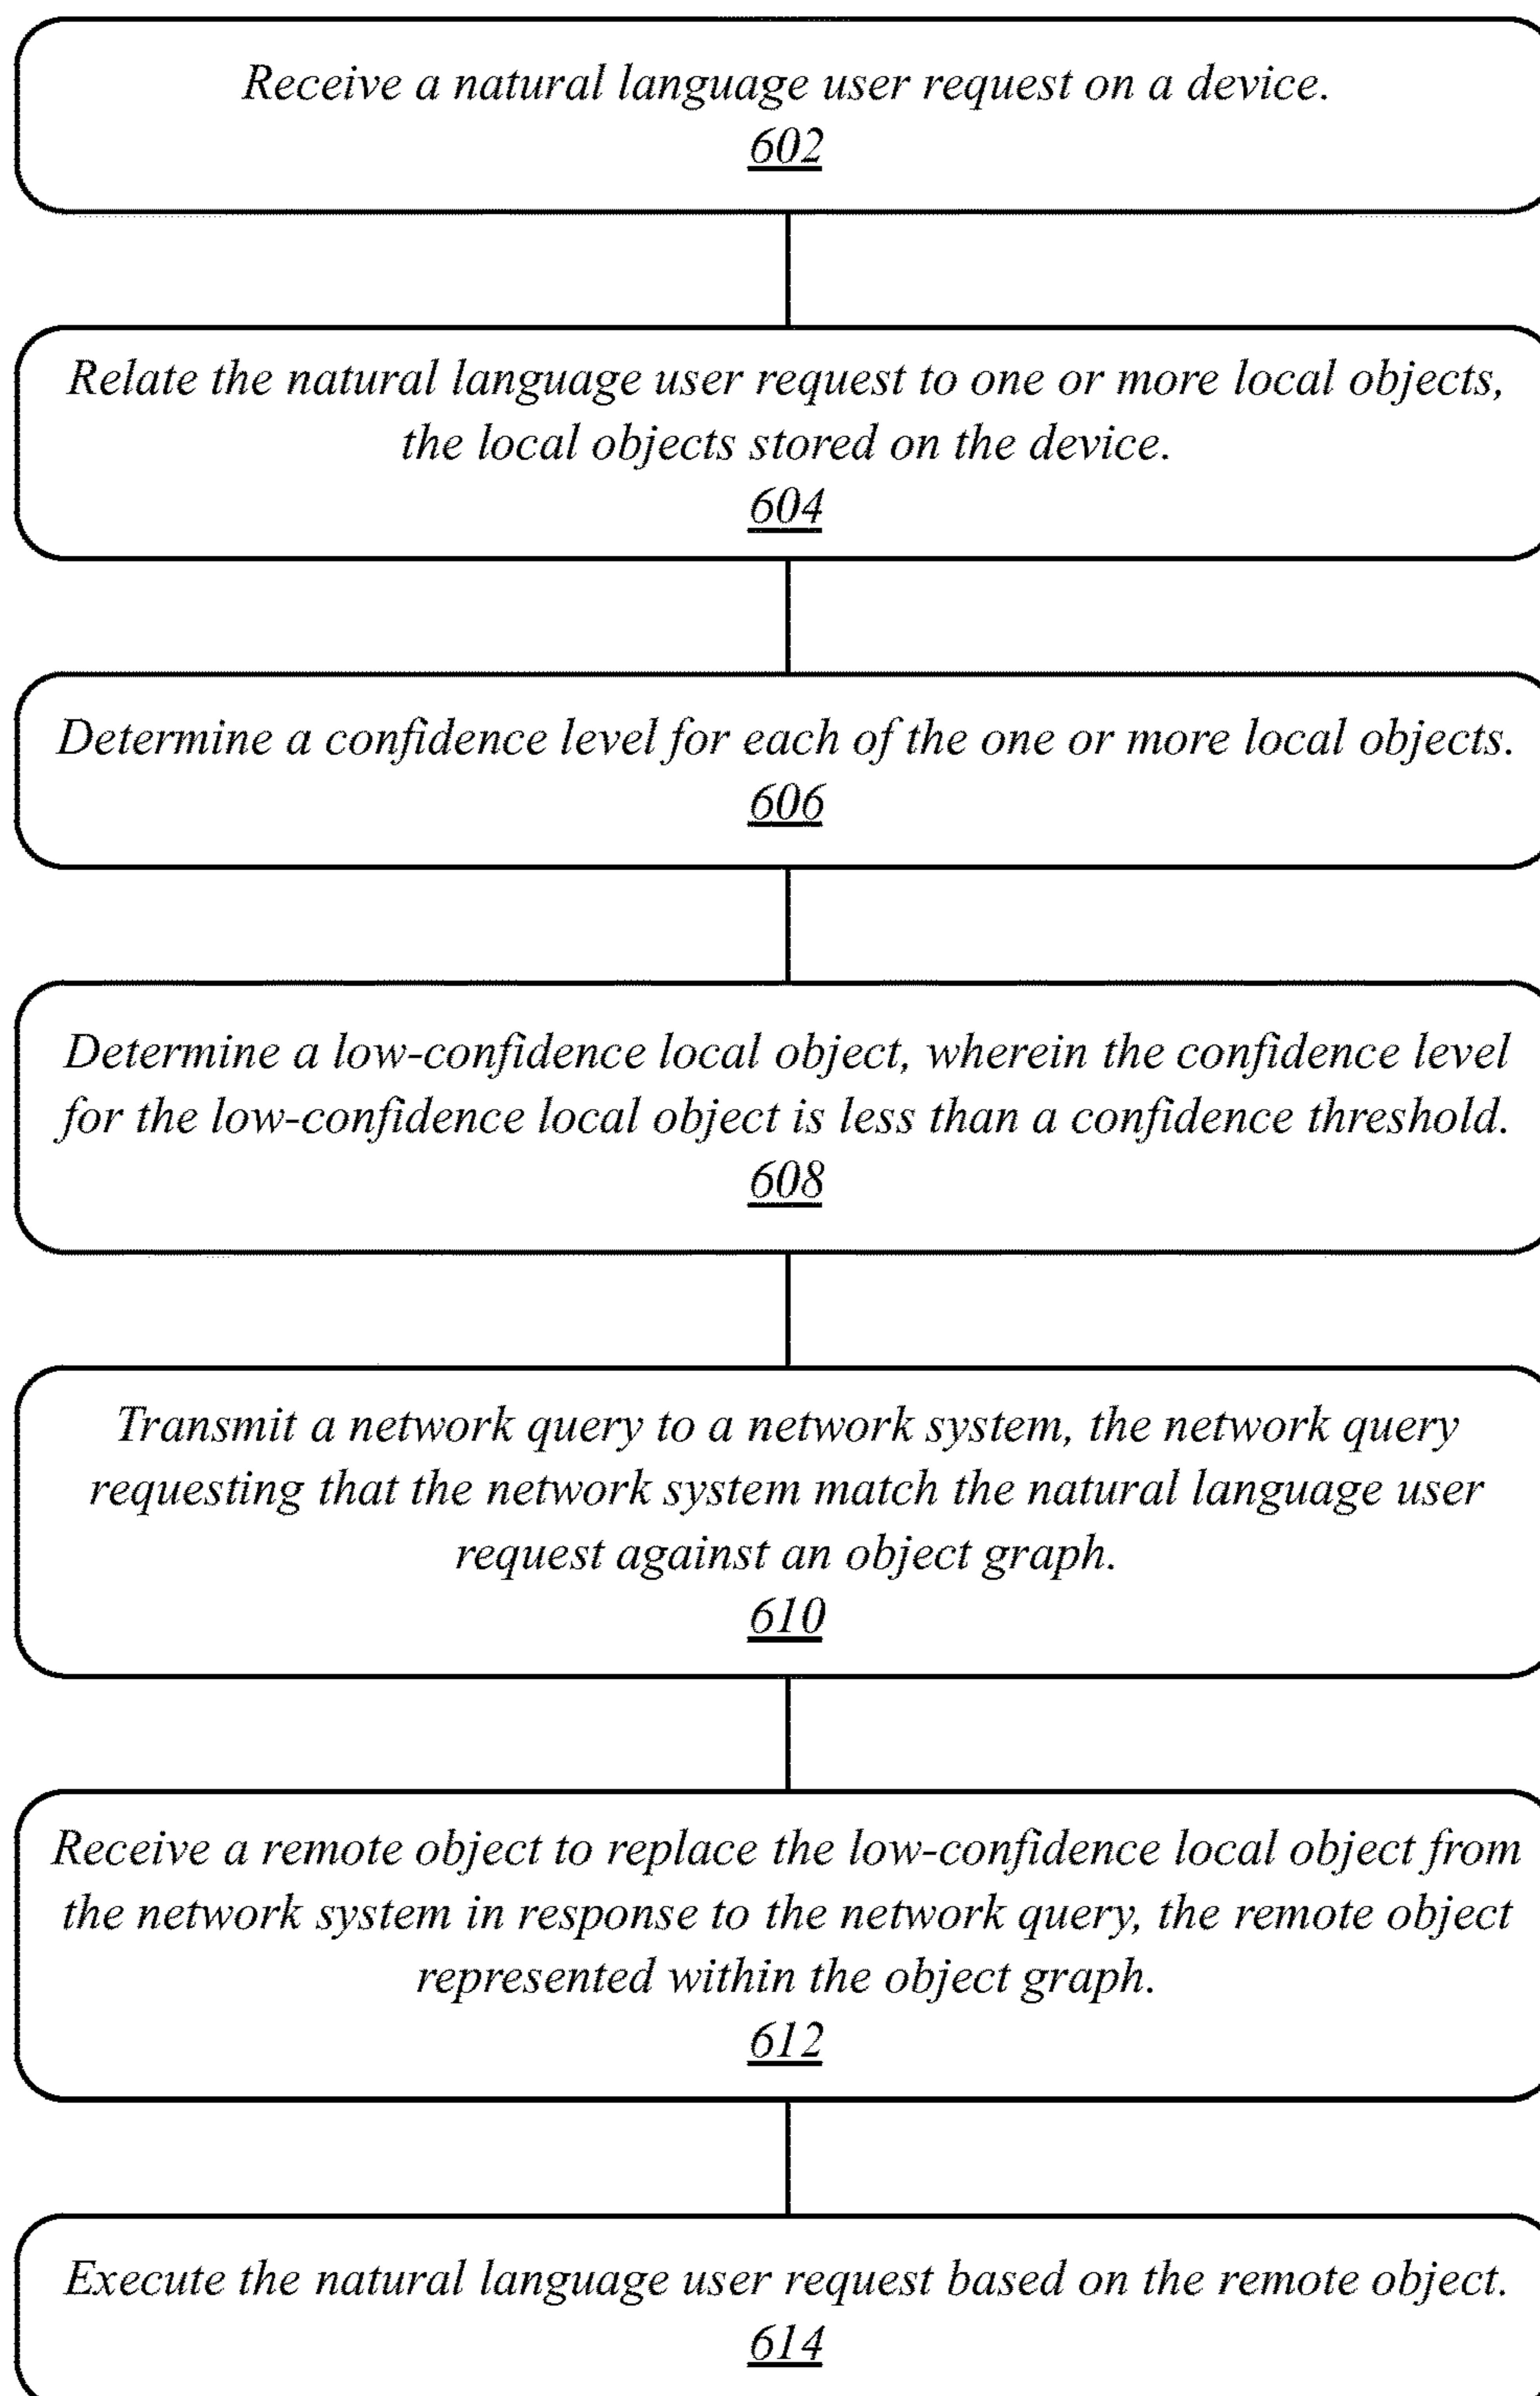 Receive a natural language user request on a device.
602
Relate the natural language user request to one or more local objects,
the local objects stored on the device.
604
Determine a confidence level for each of the one or more local objects.
606
Determine a low-confidence local object, wherein the confidence level
for the low-confidence local object is less than a confidence threshold.
608
Transmit a network query to a network system, the network query
requesting that the network system match the natural language user
request against an object graph.
610
Receive a remote object to replace the low-confidence local object from
the network system in response to the network query, the remote object
represented within the object graph.
612
Execute the natural language user request based on the remote object.
614